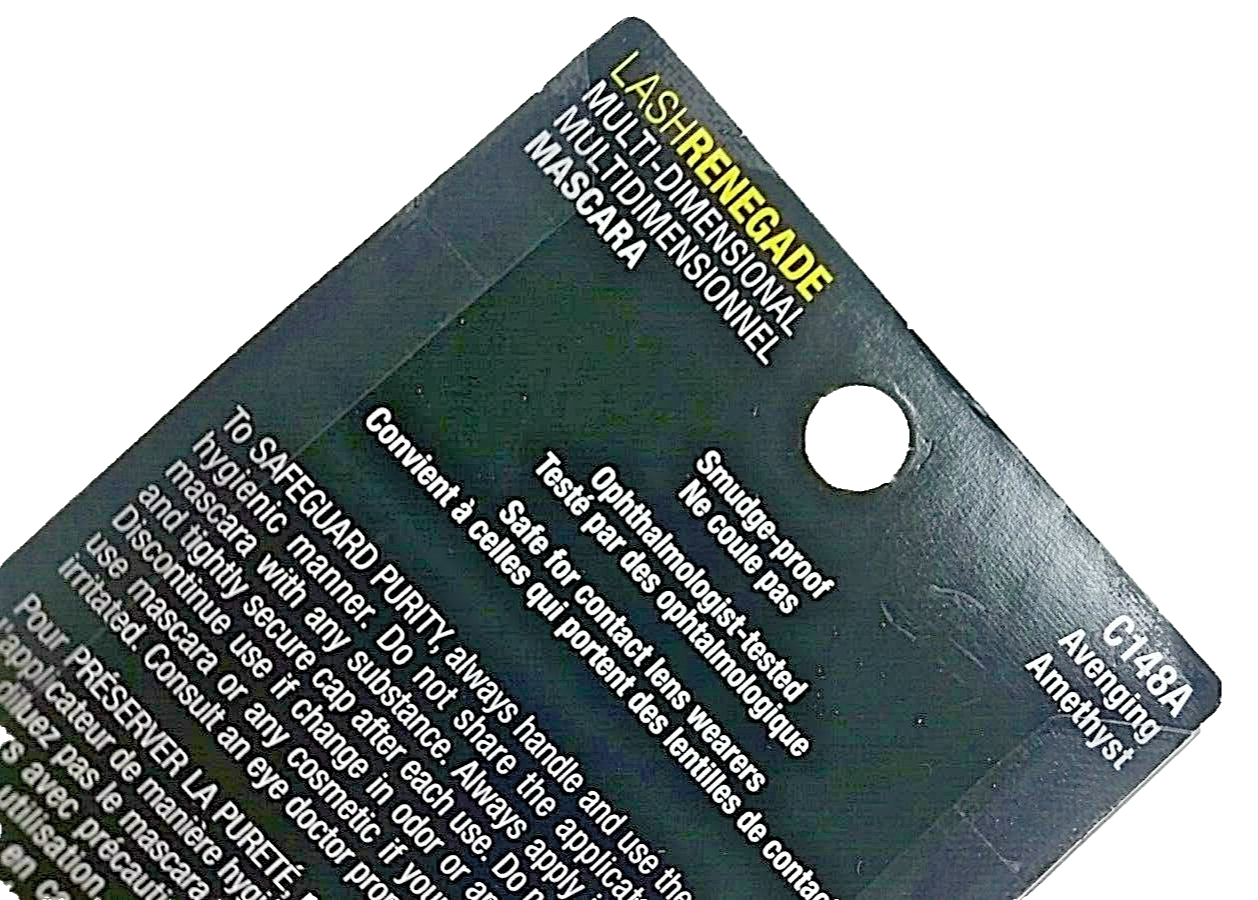 LASHRENEGADE
MULTI-DIMENSIONAL
MULTIDIMENSIONNEL
MASCARA
C148A
Avenging
Amethyst
Smudge-proof
Ne coule pas
Ophthalmologist-tested
Testé par des ophtalmologique
Safe for contact lens wearers
Convient à celles qui portent des lentilles de contact
To SAFEGUARD PURITY, always handle and use the
hygienic manner. Do not share the
mascara with any substance. Always apply
and tightly secure cap after each use. Do
Discontinue use if change in odor or
use mascara or any cosmetic if your
irritated. Consult an eye doctor
Pour PRÉSERVER LA PURETÉ,
l'applicateur de manière
diluez pas le mascara
avec
utilisation.
en